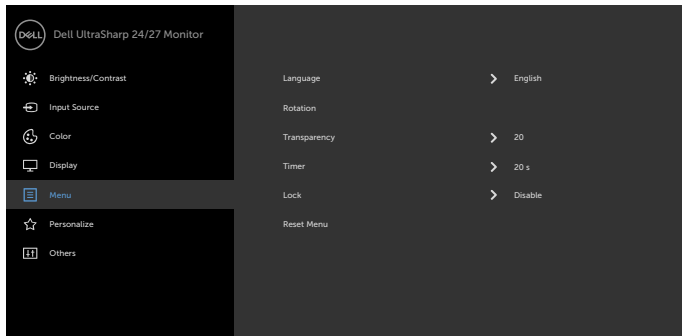 DELL Dell UltraSharp 24/27 Monitor
Brightness/Contrast
Input Source
Color
Display
Menu
Personalize
Others
Language English
Rotation
Transparency 20
Timer 20 s
Lock Disable
Reset Menu